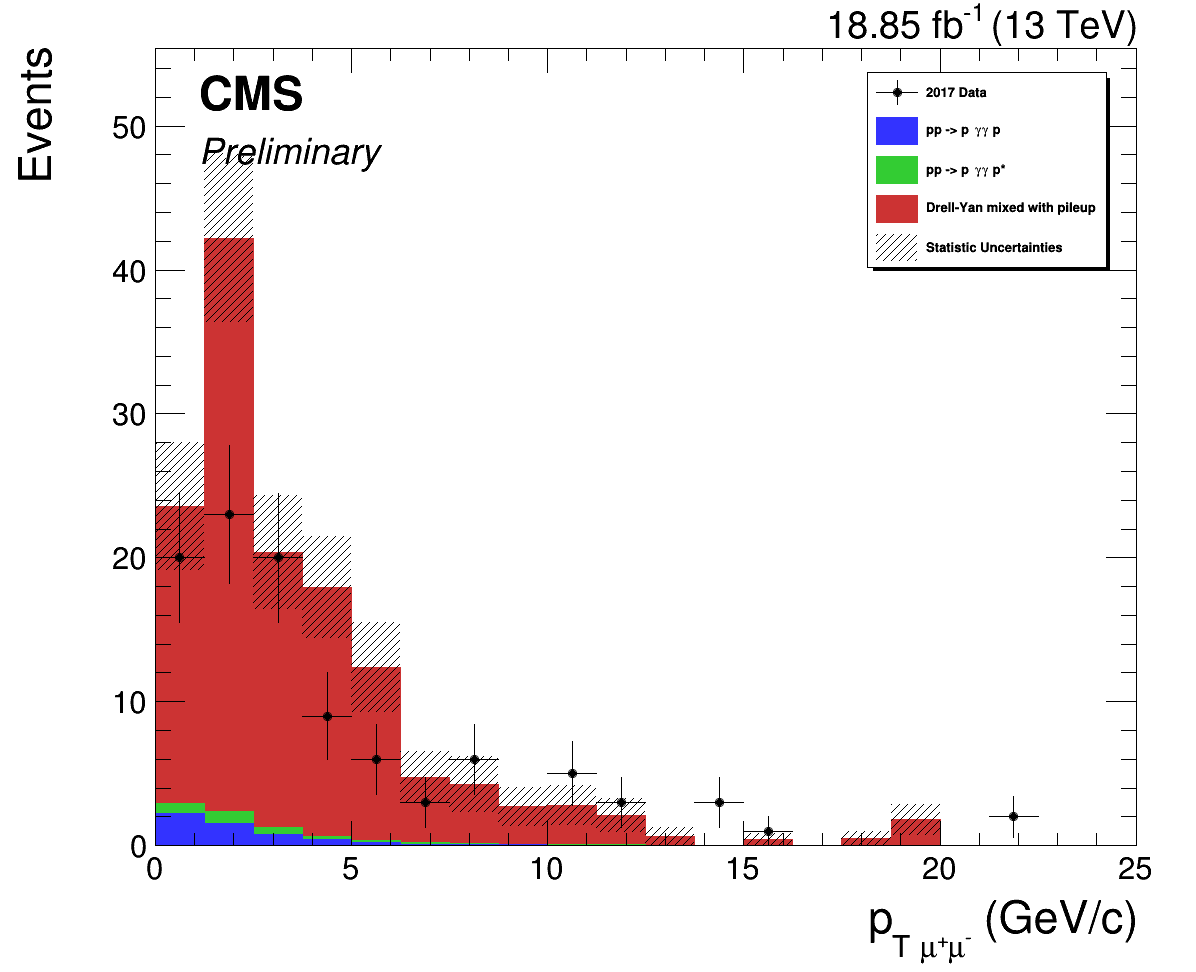 18.85 fb⁻¹ (13 TeV)
Events
CMS
Preliminary
2017 Data
pp -> p γγ p
pp -> p γγ p*
Drell-Yan mixed with pileup
Statistic Uncertainties
50
40
30
20
10
0
0 5 10 15 20 25
p_T μ⁺μ⁻ (GeV/c)